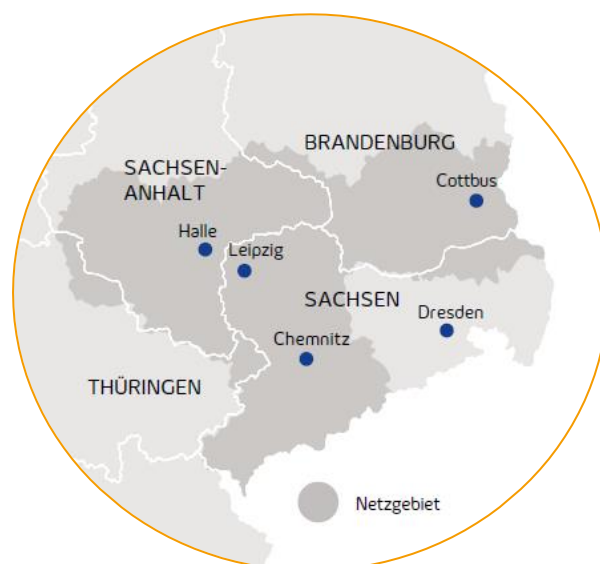 BRANDENBURG
SACHSEN-
ANHALT
Cottbus
Halle
Leipzig
SACHSEN
Dresden
Chemnitz
THÜRINGEN
Netzgebiet